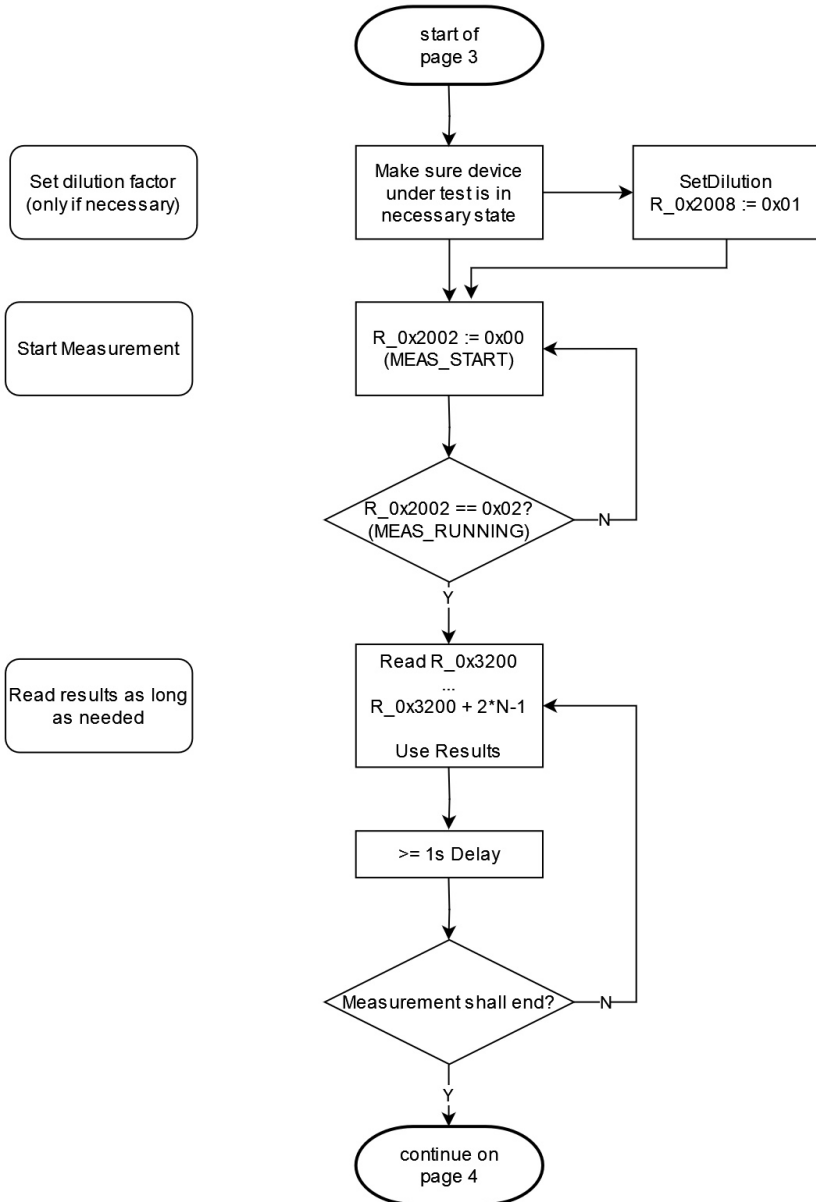 start of
page 3
Set dilution factor
(only if necessary)
Make sure device
under test is in
necessary state
SetDilution
R_0x2008 := 0x01
Start Measurement
R_0x2002 := 0x00
(MEAS_START)
R_0x2002 == 0x02?
(MEAS_RUNNING)
N
Y
Read results as long
as needed
Read R_0x3200
...
R_0x3200 + 2*N-1
Use Results
>= 1s Delay
Measurement shall end?
N
Y
continue on
page 4